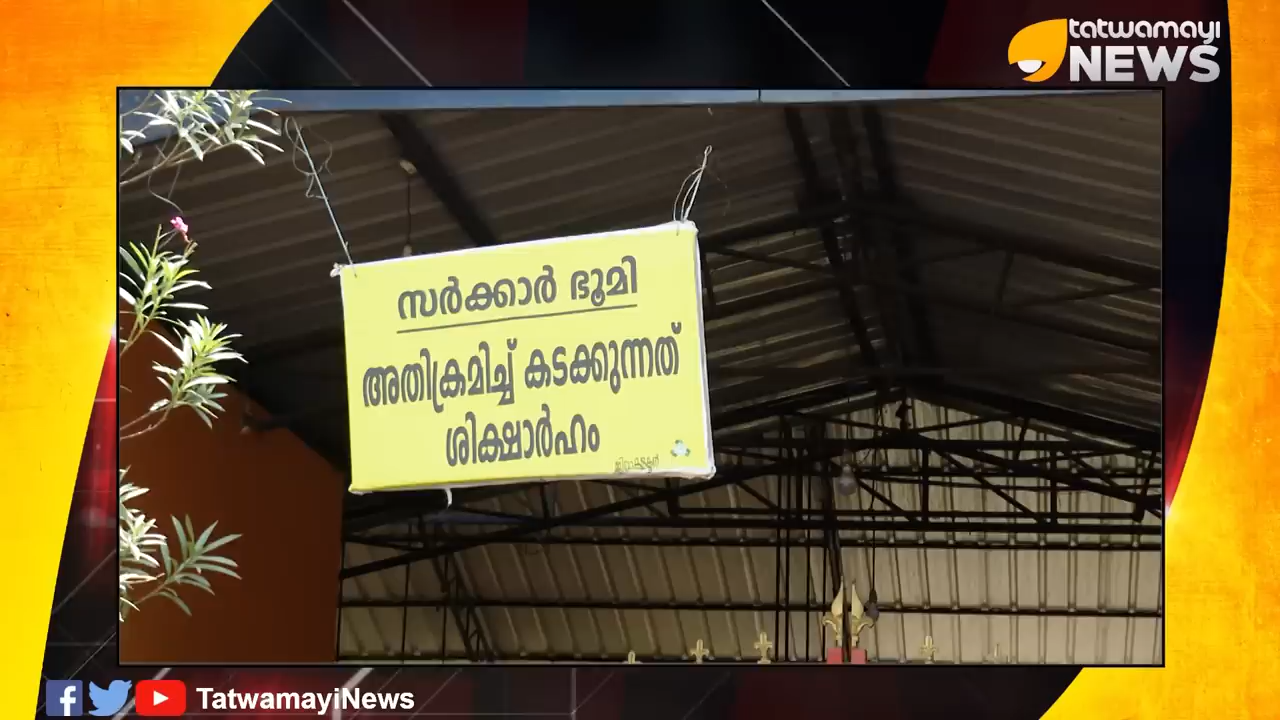 tatwamayi
NEWS
സർക്കാർ ഭൂമി
അതിക്രമിച്ച് കടക്കുന്നത്
ശിക്ഷാർഹം
TatwamayiNews